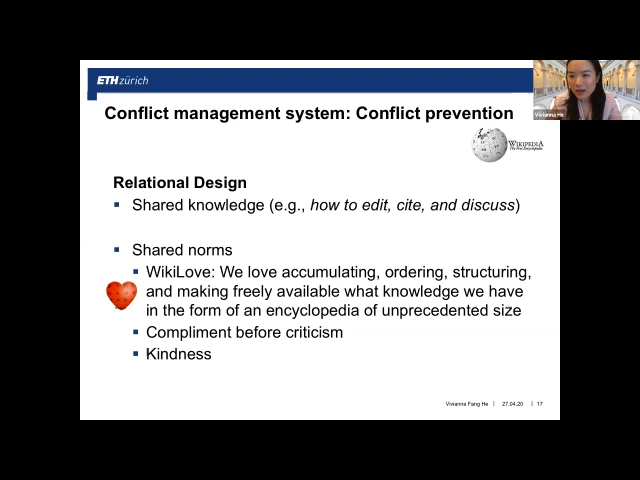 ETH zürich
Conflict management system: Conflict prevention
Vivianna He
WIKIPEDIA
The Free Encyclopedia
Relational Design
Shared knowledge (e.g., how to edit, cite, and discuss)
Shared norms
WikiLove: We love accumulating, ordering, structuring,
and making freely available what knowledge we have
in the form of an encyclopedia of unprecedented size
Compliment before criticism
Kindness
Vivianna Fang He | 27.04.20 | 17